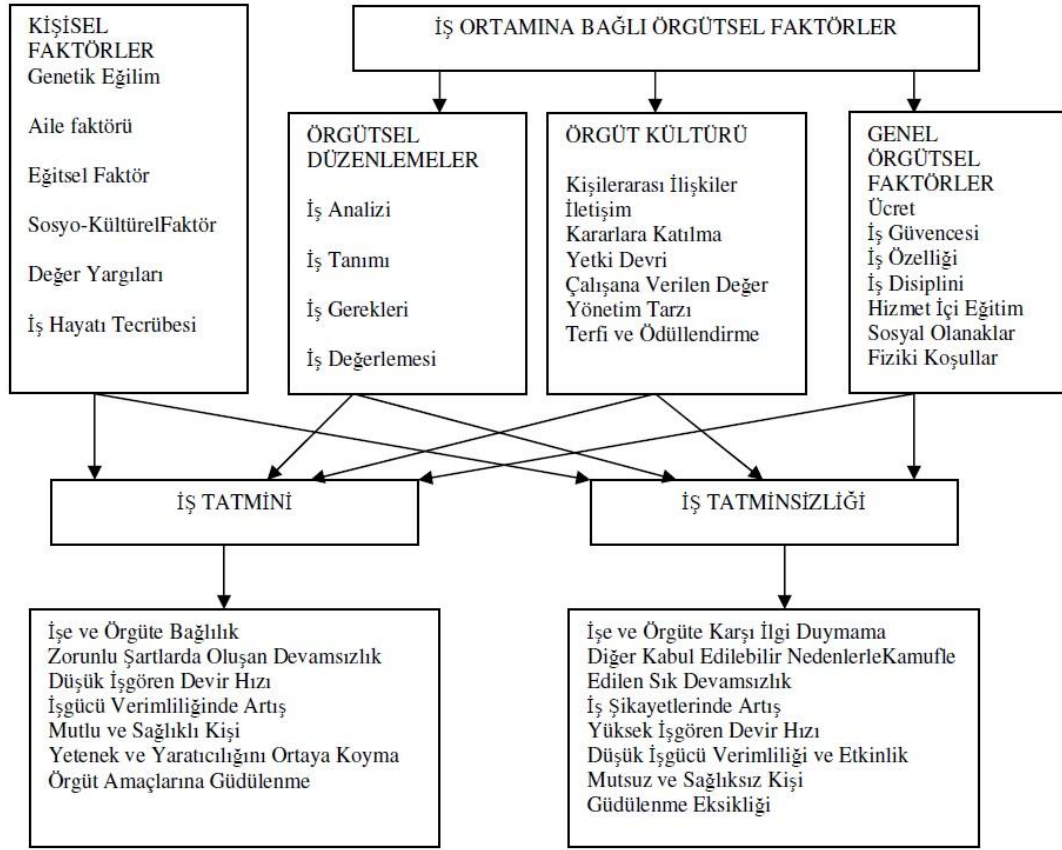 KİŞİSEL
FAKTÖRLER
Genetik Eğilim
Aile faktörü
Eğitsel Faktör
Sosyo-KültürelFaktör
Değer Yargıları
İş Hayatı Tecrübesi
İŞ ORTAMINA BAĞLI ÖRGÜTSEL FAKTÖRLER
ÖRGÜTSEL
DÜZENLEMELER
İş Analizi
İş Tanımı
İş Gerekleri
İş Değerlemesi
ÖRGÜT KÜLTÜRÜ
Kişilerarası İlişkiler
İletişim
Kararlara Katılma
Yetki Devri
Çalışana Verilen Değer
Yönetim Tarzı
Terfi ve Ödüllendirme
GENEL
ÖRGÜTSEL
FAKTÖRLER
Ücret
İş Güvencesi
İş Özelliği
İş Disiplini
Hizmet İçi Eğitim
Sosyal Olanaklar
Fiziki Koşullar
İŞ TATMİNİ
İŞ TATMİNSİZLİĞİ
İşe ve Örgüte Bağlılık
Zorunlu Şartlarda Oluşan Devamsızlık
Düşük İşgören Devir Hızı
İşgücü Verimliliğinde Artış
Mutlu ve Sağlıklı Kişi
Yetenek ve Yaratıcılığını Ortaya Koyma
Örgüt Amaçlarına Güdülenme
İşe ve Örgüte Karşı İlgi Duymama
Diğer Kabul Edilebilir NedenlerleKamufle
Edilen Sık Devamsızlık
İş Şikayetlerinde Artış
Yüksek İşgören Devir Hızı
Düşük İşgücü Verimliliği ve Etkinlik
Mutsuz ve Sağlıksız Kişi
Güdülenme Eksikliği